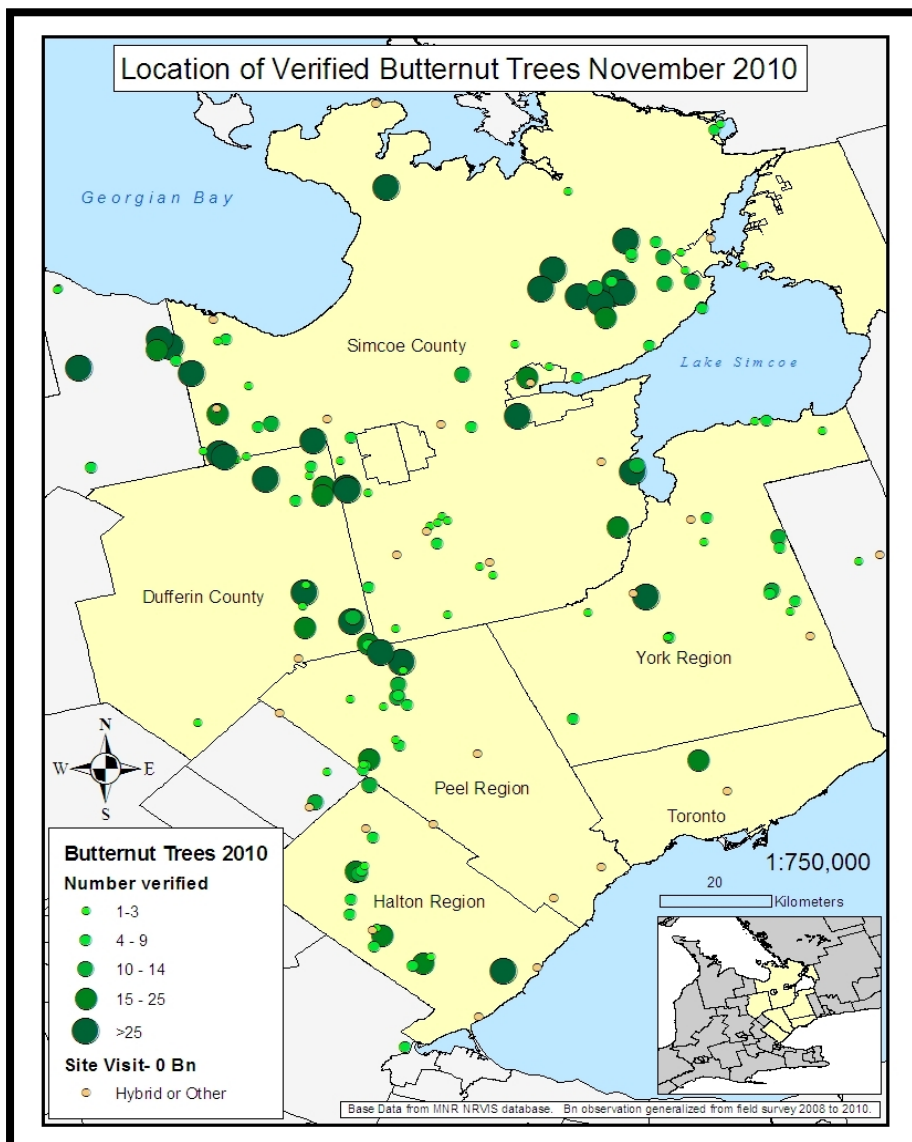 Location of Verified Butternut Trees November 2010
Georgian Bay
Simcoe County
Lake Simcoe
Dufferin County
York Region
N
W E
S
Peel Region
Toronto
Halton Region
1:750,000
20
Kilometers
Butternut Trees 2010
Number verified
1-3
4 - 9
10 - 14
15 - 25
>25
Site Visit- 0 Bn
Hybrid or Other
Base Data from MNR NRVIS database. Bn observation generalized from field survey 2008 to 2010.